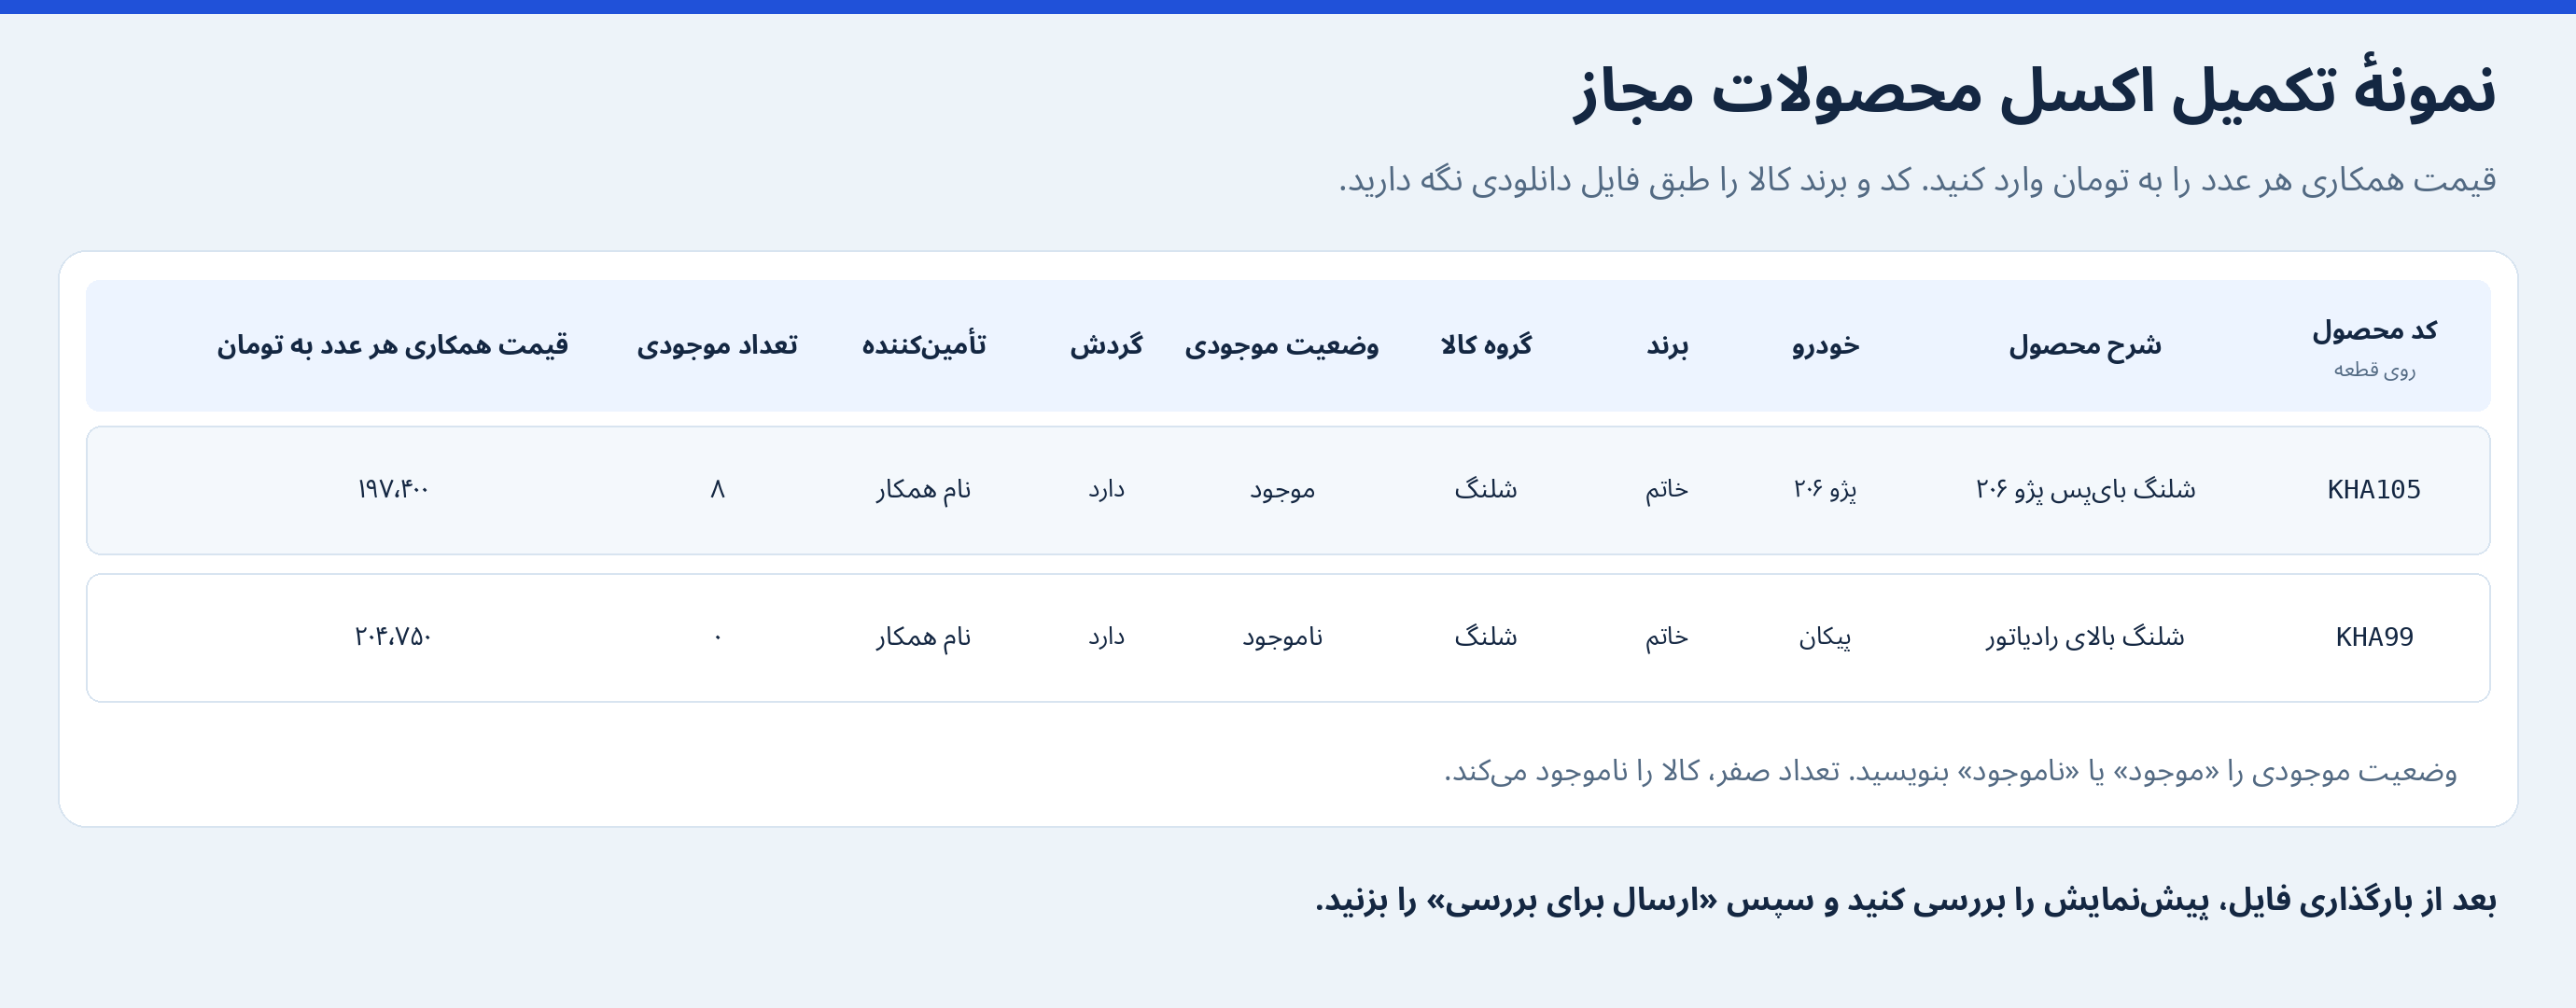 نمونهٔ تکمیل اکسل محصولات مجاز
قیمت همکاری هر عدد را به تومان وارد کنید. کد و برند کالا را طبق فایل دانلودی نگه دارید.
کد محصول شرح محصول خودرو برند گروه کالا وضعیت موجودی گردش تأمین‌کننده تعداد موجودی قیمت همکاری هر عدد به تومان
روی قطعه
KHA105 شلنگ بای‌پس پژو ۲۰۶ پژو ۲۰۶ خاتم شلنگ موجود دارد نام همکار ۸ ۱۹۷،۴۰۰
KHA99 شلنگ بالای رادیاتور پیکان خاتم شلنگ ناموجود دارد نام همکار ۰ ۲۰۴،۷۵۰
وضعیت موجودی را «موجود» یا «ناموجود» بنویسید. تعداد صفر، کالا را ناموجود می‌کند.
بعد از بارگذاری فایل، پیش‌نمایش را بررسی کنید و سپس «ارسال برای بررسی» را بزنید.